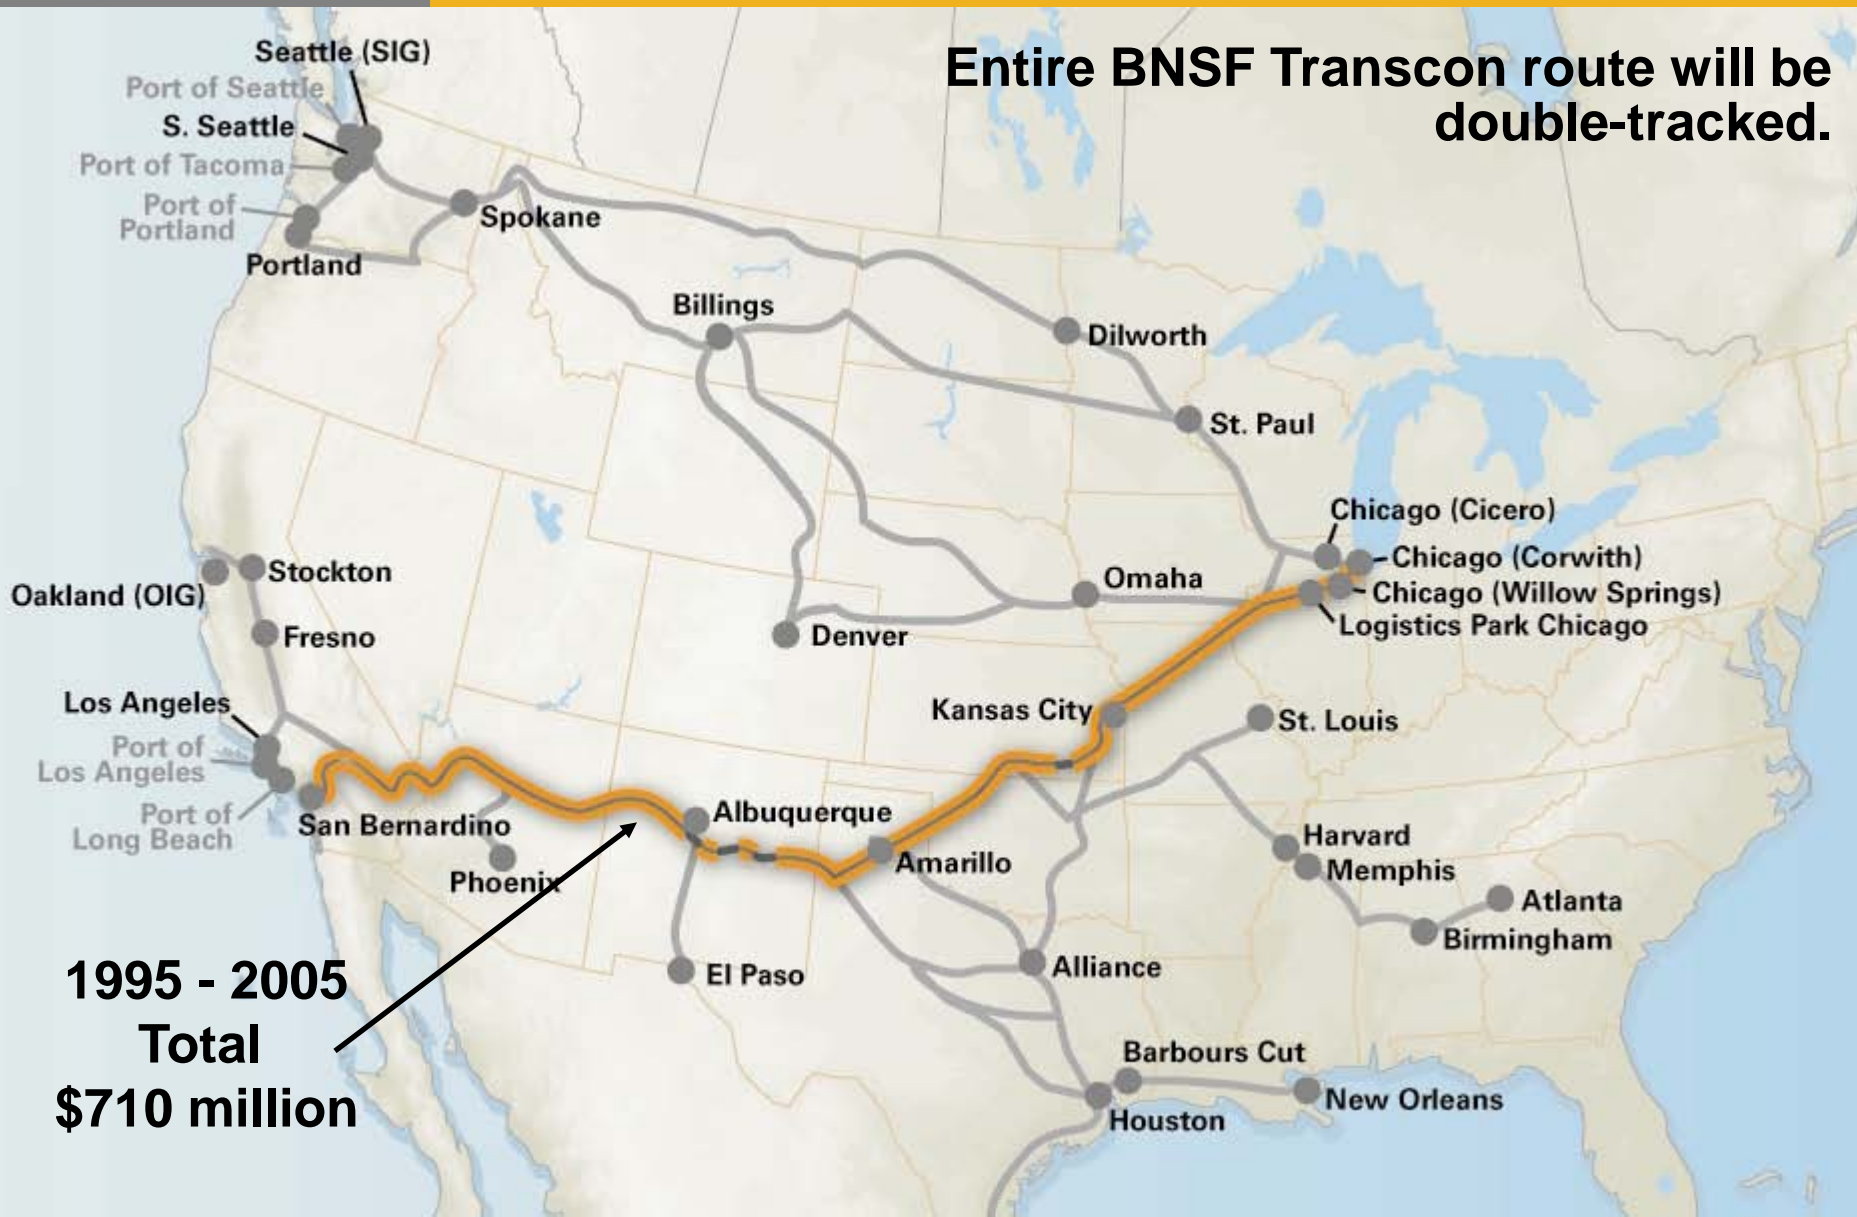 Entire BNSF Transcon route will be
double-tracked.
Seattle (SIG)
Port of Seattle
S. Seattle
Port of Tacoma
Port of
Portland
Portland
Spokane
Billings
Dilworth
St. Paul
Chicago (Cicero)
Chicago (Corwith)
Chicago (Willow Springs)
Logistics Park Chicago
Omaha
Denver
Stockton
Oakland (OIG)
Fresno
Los Angeles
Port of
Los Angeles
Port of
Long Beach
San Bernardino
Phoenix
Albuquerque
Amarillo
Kansas City
St. Louis
Harvard
Memphis
Atlanta
Birmingham
El Paso
Alliance
Barbours Cut
Houston
New Orleans
1995 - 2005
Total
$710 million